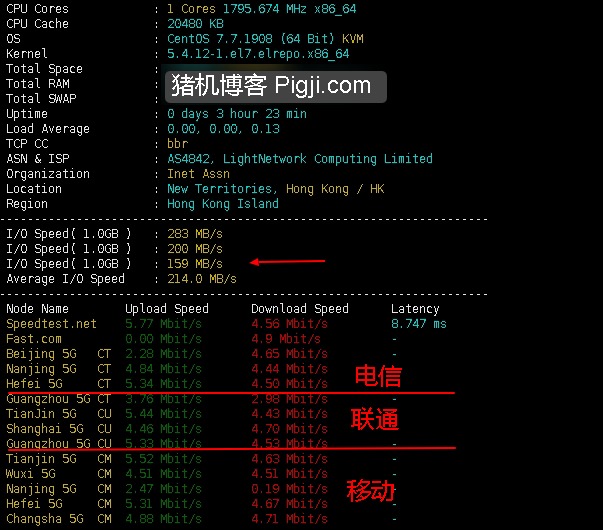 CPU Cores : 1 Cores 1795.674 MHz x86_64
CPU Cache : 20480 KB
OS : CentOS 7.7.1908 (64 Bit) KVM
Kernel : 5.4.12-1.el7.elrepo.x86_64
Total Space :
Total RAM :
Total SWAP :
猪机博客 Pigji.com
Uptime : 0 days 3 hour 23 min
Load Average : 0.00, 0.00, 0.13
TCP CC : bbr
ASN & ISP : AS4842, LightNetwork Computing Limited
Organization : Inet Assn
Location : New Territories, Hong Kong / HK
Region : Hong Kong Island
I/O Speed( 1.0GB ) : 283 MB/s
I/O Speed( 1.0GB ) : 200 MB/s
I/O Speed( 1.0GB ) : 159 MB/s
Average I/O Speed : 214.0 MB/s
Node Name Upload Speed Download Speed Latency
Speedtest.net 5.77 Mbit/s 4.56 Mbit/s 8.747 ms
Fast.com 0.00 Mbit/s 4.9 Mbit/s -
Beijing 5G CT 2.28 Mbit/s 4.65 Mbit/s -
Nanjing 5G CT 4.84 Mbit/s 4.44 Mbit/s -
Hefei 5G CT 5.34 Mbit/s 4.50 Mbit/s -
电信
Guangzhou 5G CT 3.76 Mbit/s 2.98 Mbit/s -
TianJin 5G CU 5.44 Mbit/s 4.43 Mbit/s -
联通
Shanghai 5G CU 4.46 Mbit/s 4.70 Mbit/s -
Guangzhou 5G CU 5.33 Mbit/s 4.53 Mbit/s -
Tianjin 5G CM 5.52 Mbit/s 4.63 Mbit/s -
Wuxi 5G CM 4.51 Mbit/s 4.51 Mbit/s -
Nanjing 5G CM 2.47 Mbit/s 0.19 Mbit/s -
移动
Hefei 5G CM 5.31 Mbit/s 4.67 Mbit/s -
Changsha 5G CM 4.88 Mbit/s 4.71 Mbit/s -